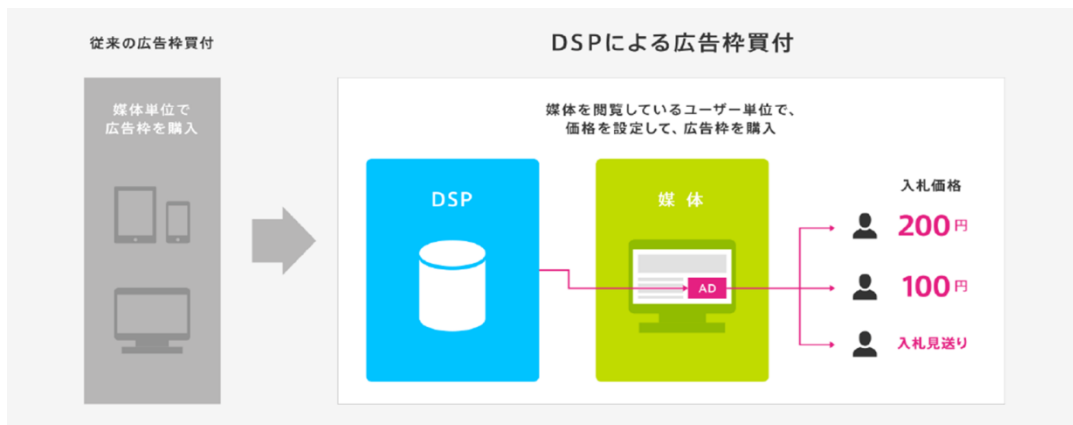 従来の広告枠買付
媒体単位で
広告枠を購入
DSPによる広告枠買付
媒体を閲覧しているユーザー単位で、
価格を設定して、広告枠を購入
DSP
媒体
AD
入札価格
200円
100円
入札見送り